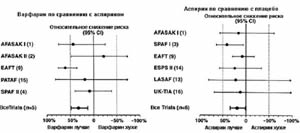 Варфарин по сравнению с аспирином
Относительное снижение риска
(95% CI)
AFASAK I (1)
AFASAK II (2)
EAFT (9)
PATAF (15)
SPAF II (4)
Все Trials (n=5)
100% 50% 0 -50% -100%
Варфарин лучше Варфарин хуже
Аспирин по сравнению с плацебо
Относительное снижение риска
(95% CI)
AFASAK I (1)
SPAF I (3)
EAFT (9)
ESPS II (14)
LASAF (13)
UK-TIA (15)
Все Trials (n=6)
100% 50% 0 -50% -100%
Аспирин лучше Аспирин хуже